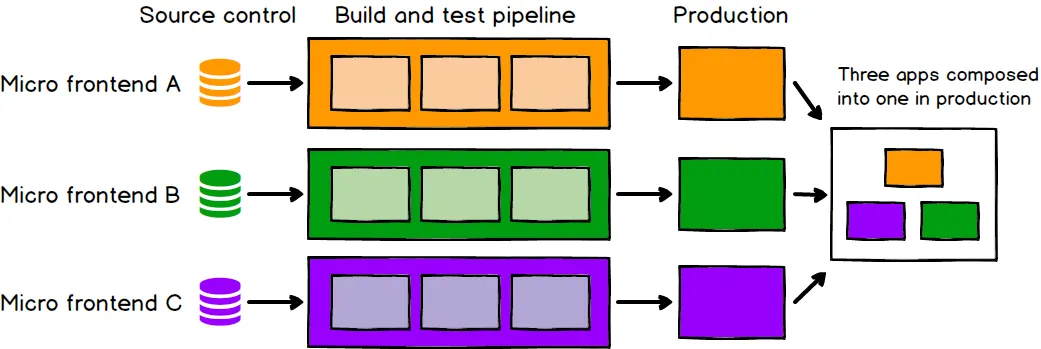 Source control
Build and test pipeline
Production
Micro frontend A
Three apps composed
into one in production
Micro frontend B
Micro frontend C